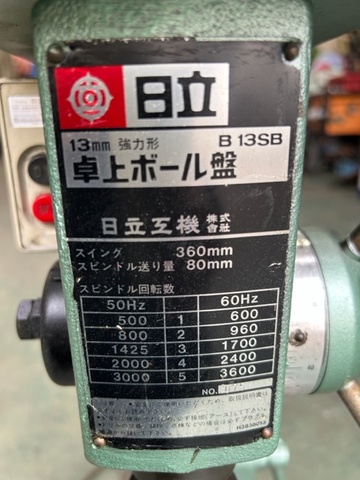 日立
13mm 強力形 B 13SB
卓上ボール盤
日立工機 株式會社
スイング 360mm
スピンドル送り量 80mm
スピンドル回転数
50Hz 60Hz
500 1 600
800 2 960
1425 3 1700
2000 4 2400
3000 5 3600
NO.